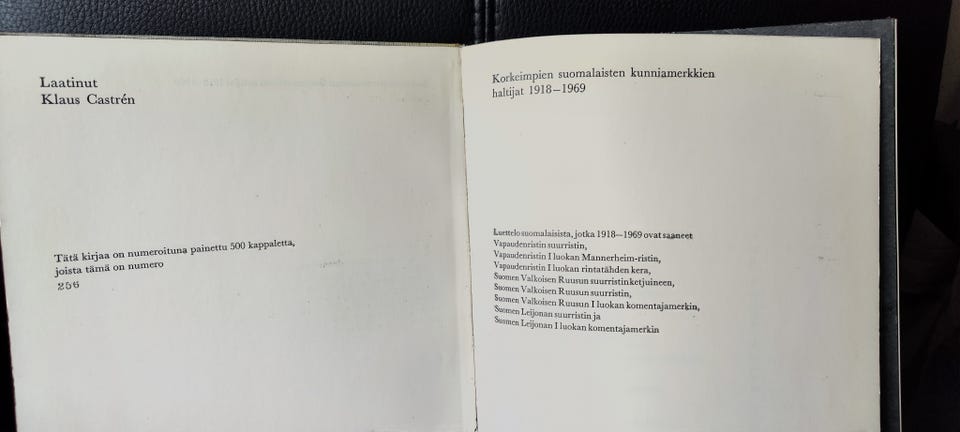 Laatinut
Klaus Castrén
Tätä kirjaa on numeroituna painettu 500 kappaletta,
joista tämä on numero
256
Korkeimpien suomalaisten kunniamerkkien
haltijat 1918–1969
Luettelo suomalaisista, jotka 1918–1969 ovat saaneet
Vapaudenristin suurristin,
Vapaudenristin I luokan Mannerheim-ristin,
Vapaudenristin I luokan rintatähden kera,
Suomen Valkoisen Ruusun suurristinketjuineen,
Suomen Valkoisen Ruusun suurristin,
Suomen Valkoisen Ruusun I luokan komentajamerkin,
Suomen Leijonan suurristin ja
Suomen Leijonan I luokan komentajamerkin